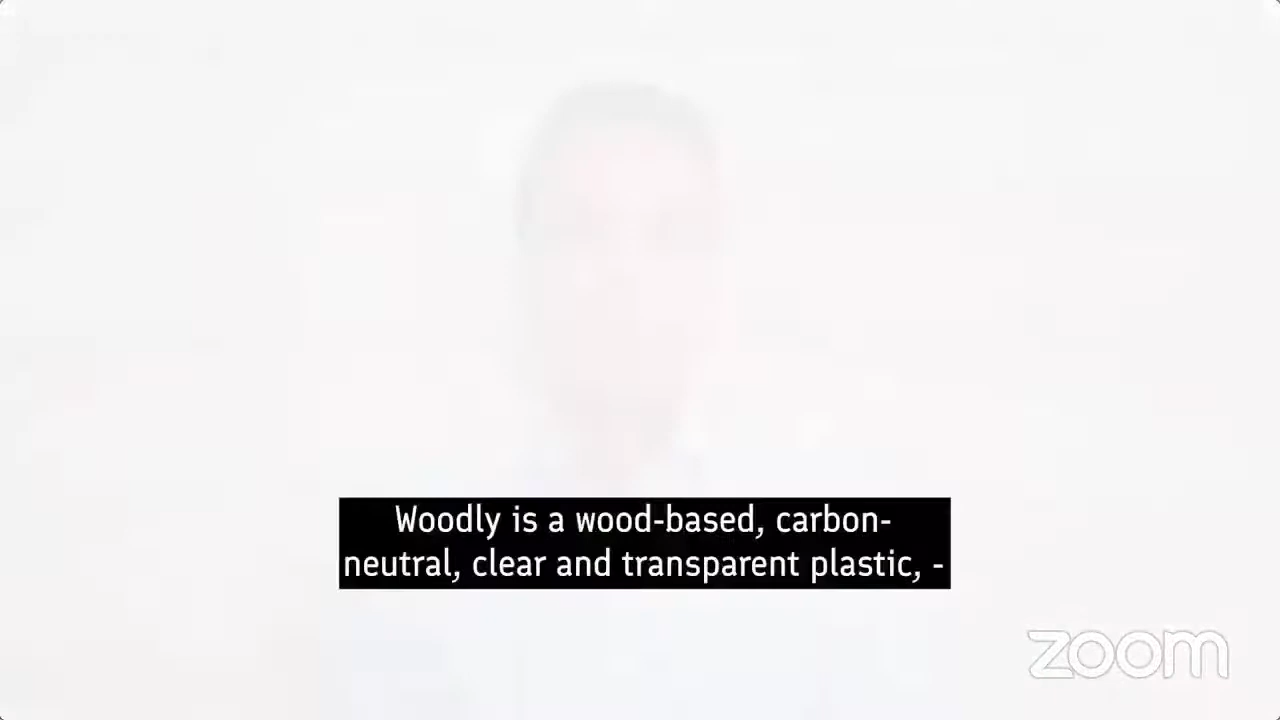 Woodly is a wood-based, carbon-
neutral, clear and transparent plastic, -
zoom